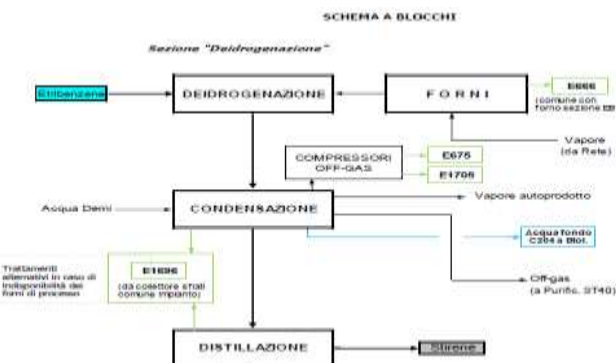 SCHEMA A BLOCCHI
Sezione "Deidrogenazione"
Etilbenzene
DEIDROGENAZIONE
FORNI
E666
(comune con
forno sezione EB
Vapore
(da Rete)
COMPRESSORI
OFF-GAS
E675
E1705
Vapore autoprodotto
Acqua Demi
CONDENSAZIONE
Acqua fondo
C204 a Biol.
Trattamenti
alternativi in caso di
indisponibilità dei
forni di processo
E1696
(da collettore sfiati
comune impianto)
Off-gas
(a Purific. ST40)
DISTILLAZIONE
Stirene